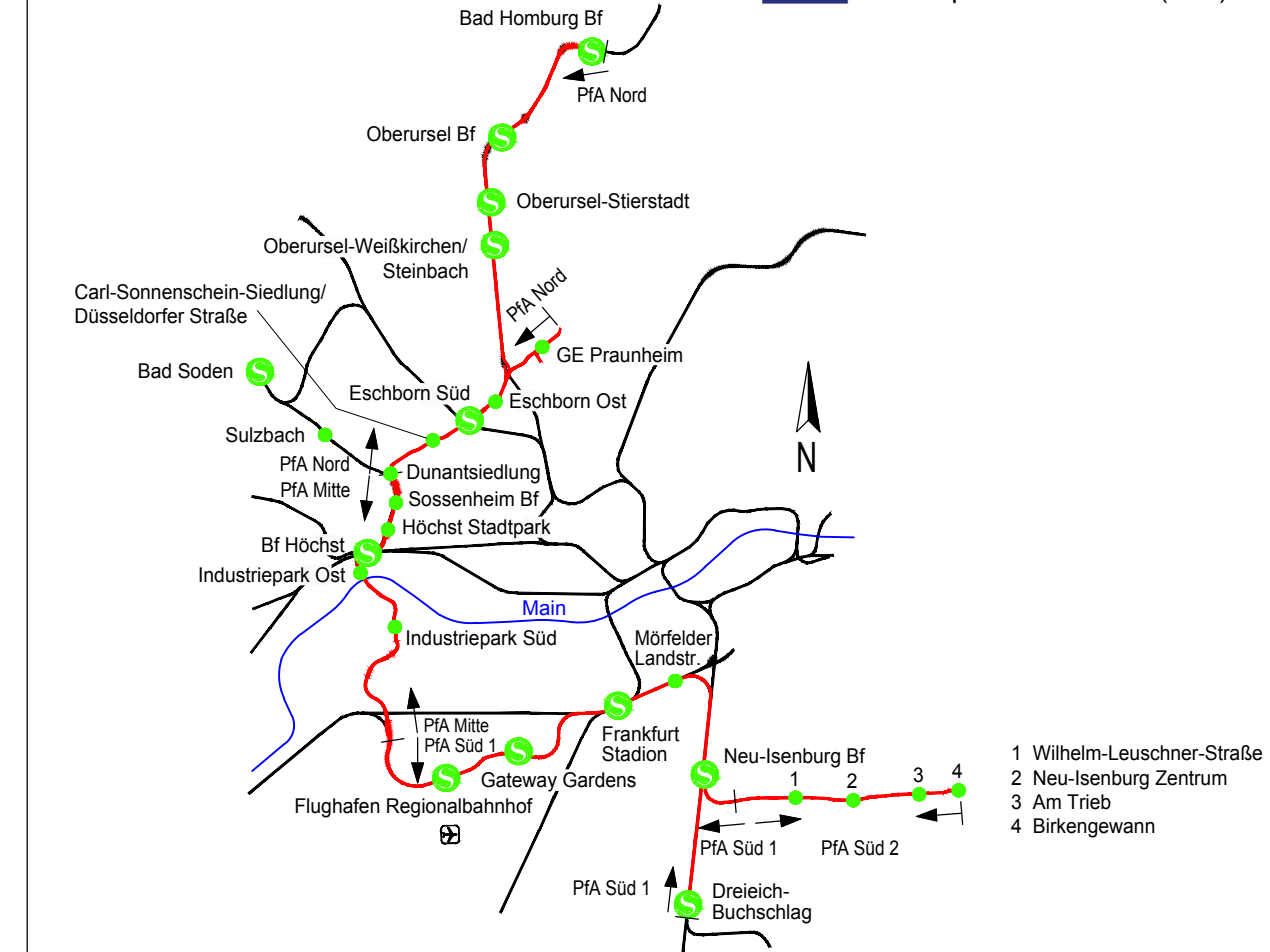 Bad Homburg Bf
PfA Nord
Oberursel Bf
Oberursel-Stierstadt
Oberursel-Weißkirchen/
Steinbach
PfA Nord
Carl-Sonnenschein-Siedlung/
Düsseldorfer Straße
GE Praunheim
Bad Soden
Eschborn Süd
Eschborn Ost
Sulzbach
PfA Nord
PfA Mitte
Dunantsiedlung
Sossenheim Bf
Höchst Stadtpark
Bf Höchst
Industriepark Ost
N
Main
Industriepark Süd
Mörfelder
Landstr.
PfA Mitte
PfA Süd 1
Frankfurt
Stadion
Gateway Gardens
Flughafen Regionalbahnhof
Neu-Isenburg Bf
1
2
3
4
1 Wilhelm-Leuschner-Straße
2 Neu-Isenburg Zentrum
3 Am Trieb
4 Birkengewann
PfA Süd 1
PfA Süd 2
PfA Süd 1
Dreieich-
Buchschlag